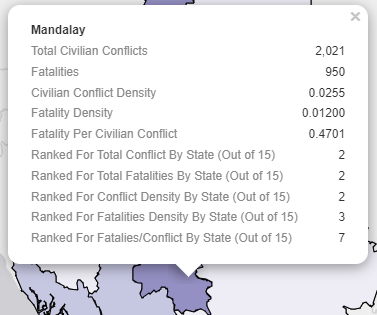 Mandalay
Total Civilian Conflicts 2,021
Fatalities 950
Civilian Conflict Density 0.0255
Fatality Density 0.01200
Fatality Per Civilian Conflict 0.4701
Ranked For Total Conflict By State (Out of 15) 2
Ranked For Total Fatalities By State (Out of 15) 2
Ranked For Conflict Density By State (Out of 15) 2
Ranked For Fatalities Density By State (Out of 15) 3
Ranked For Fatalies/Conflict By State (Out of 15) 7